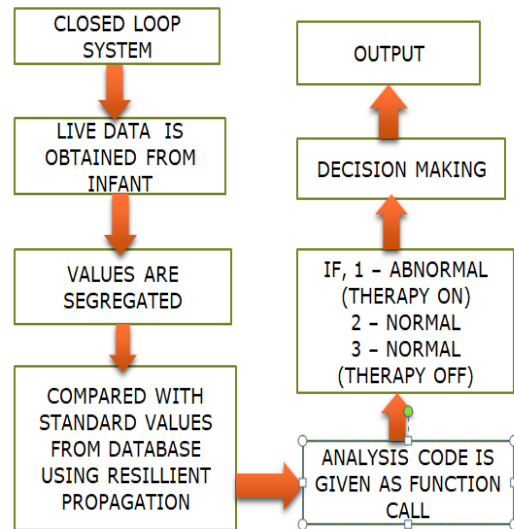 CLOSED LOOP
SYSTEM
LIVE DATA IS
OBTAINED FROM
INFANT
VALUES ARE
SEGREGATED
COMPARED WITH
STANDARD VALUES
FROM DATABASE
USING RESILLIENT
PROPAGATION
ANALYSIS CODE IS
GIVEN AS FUNCTION
CALL
IF, 1 – ABNORMAL
(THERAPY ON)
2 – NORMAL
3 – NORMAL
(THERAPY OFF)
DECISION MAKING
OUTPUT